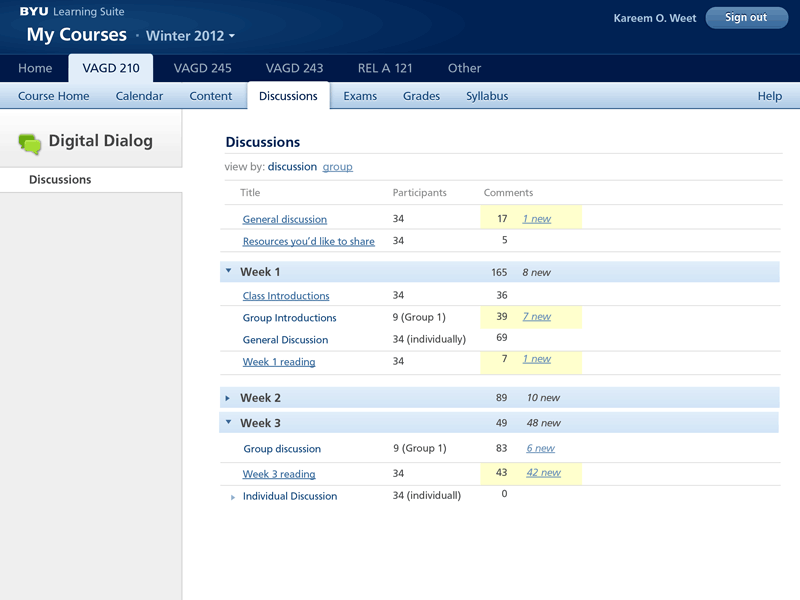 BYU Learning Suite
Kareem O. Weet Sign out
My Courses · Winter 2012
Home VAGD 210 VAGD 245 VAGD 243 REL A 121 Other
Course Home Calendar Content Discussions Exams Grades Syllabus Help
Digital Dialog
Discussions
Discussions
view by: discussion group
Title Participants Comments
General discussion 34 17 1 new
Resources you'd like to share 34 5
Week 1 165 8 new
Class Introductions 34 36
Group Introductions 9 (Group 1) 39 7 new
General Discussion 34 (individually) 69
Week 1 reading 34 7 1 new
Week 2 89 10 new
Week 3 49 48 new
Group discussion 9 (Group 1) 83 6 new
Week 3 reading 34 43 42 new
Individual Discussion 34 (individuall) 0